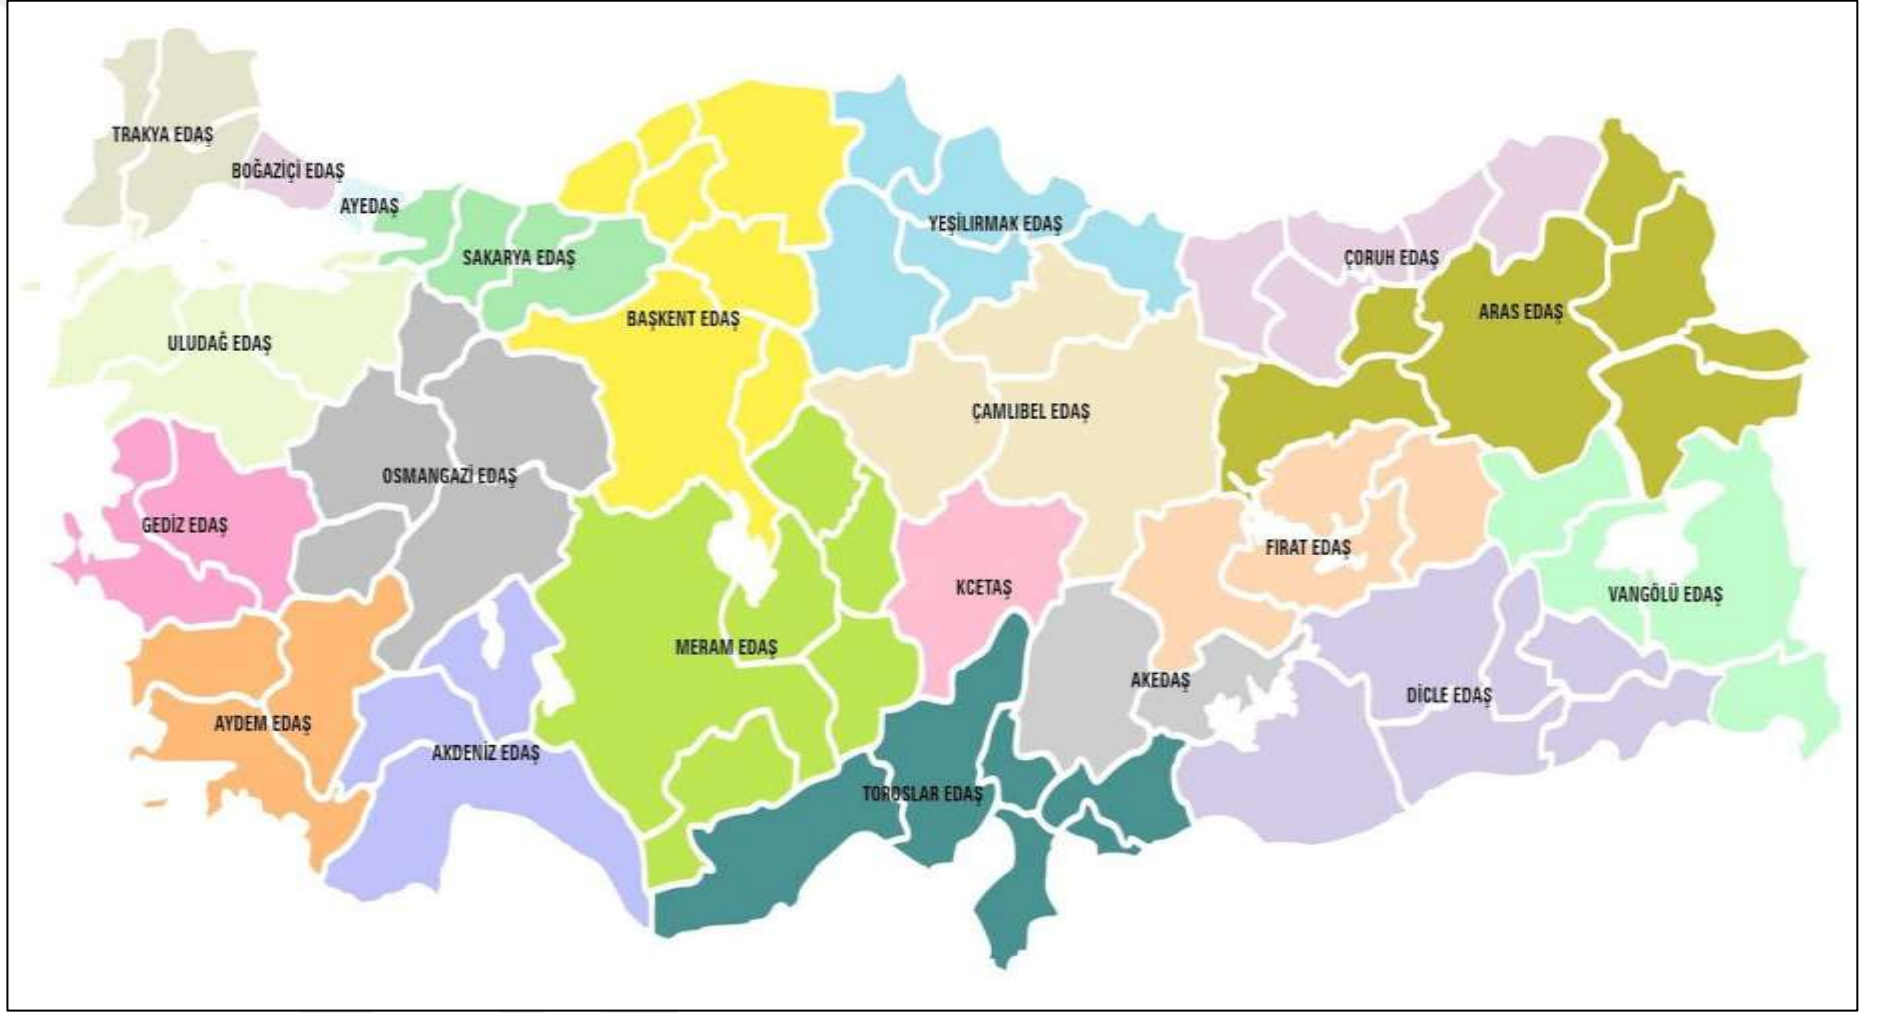 TRAKYA EDAŞ
BOĞAZİÇİ EDAŞ
AYEDAŞ
YEŞİLIRMAK EDAŞ
SAKARYA EDAŞ
ÇORUH EDAŞ
BAŞKENT EDAŞ
ARAS EDAŞ
ULUDAĞ EDAŞ
ÇAMLIBEL EDAŞ
OSMANGAZİ EDAŞ
GEDİZ EDAŞ
FIRAT EDAŞ
KCETAŞ
VANGÖLÜ EDAŞ
MERAM EDAŞ
AKEDAŞ
DİCLE EDAŞ
AYDEM EDAŞ
AKDENİZ EDAŞ
TOROSLAR EDAŞ